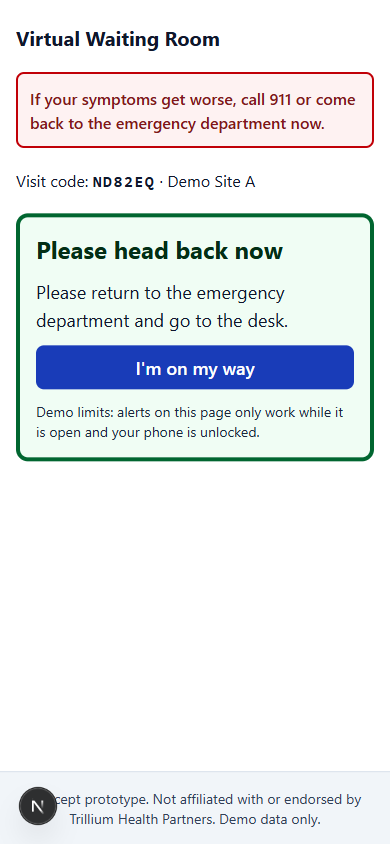 Virtual Waiting Room
If your symptoms get worse, call 911 or come
back to the emergency department now.
Visit code: ND82EQ · Demo Site A
Please head back now
Please return to the emergency
department and go to the desk.
I'm on my way
Demo limits: alerts on this page only work while it
is open and your phone is unlocked.
prototype. Not affiliated with or endorsed by
Trillium Health Partners. Demo data only.
N